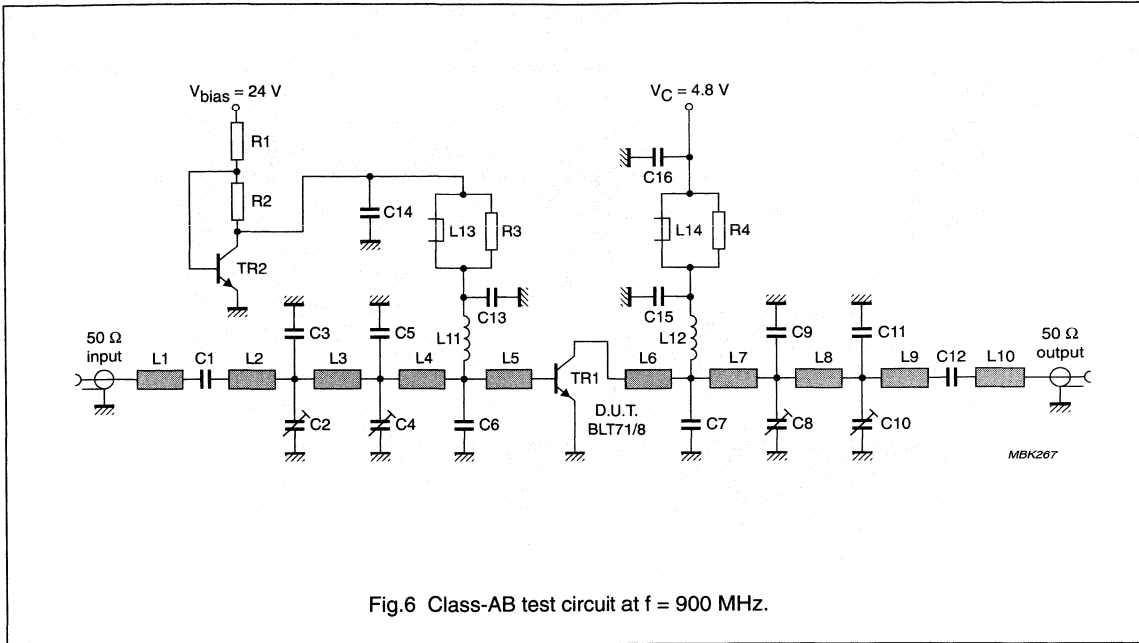 V_bias = 24 V
V_C = 4.8 V
R1
C16
R2
C14
L13
R3
L14
R4
TR2
C13
C15
C3
C5
L11
L12
C9
C11
50 Ω
input
50 Ω
output
L1
C1
L2
L3
L4
L5
TR1
L6
L7
L8
L9
C12
L10
D.U.T.
BLT71/8
C2
C4
C6
C7
C8
C10
MBK267
Fig.6 Class-AB test circuit at f = 900 MHz.